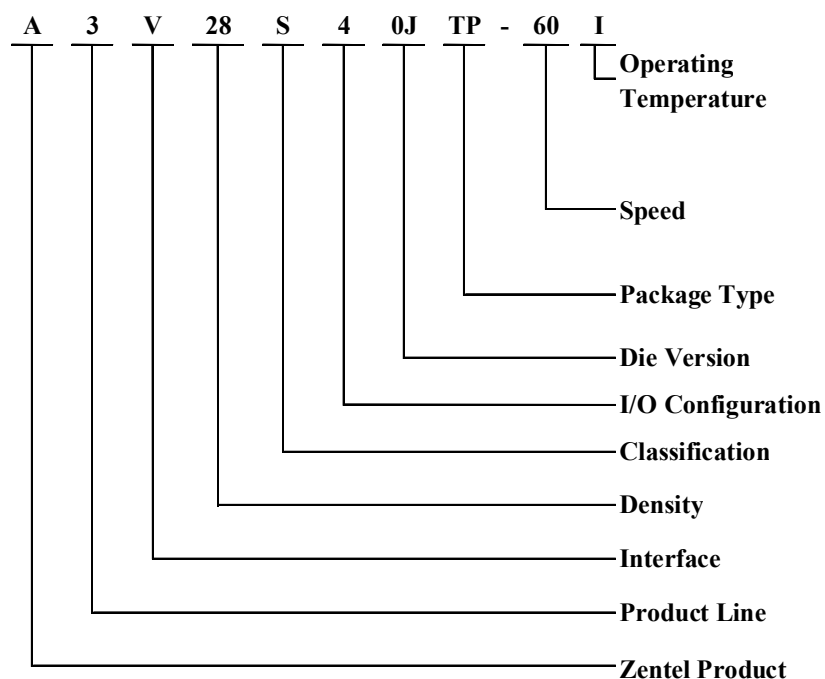 A 3 V 28 S 4 0J TP - 60 I
Operating
Temperature
Speed
Package Type
Die Version
I/O Configuration
Classification
Density
Interface
Product Line
Zentel Product